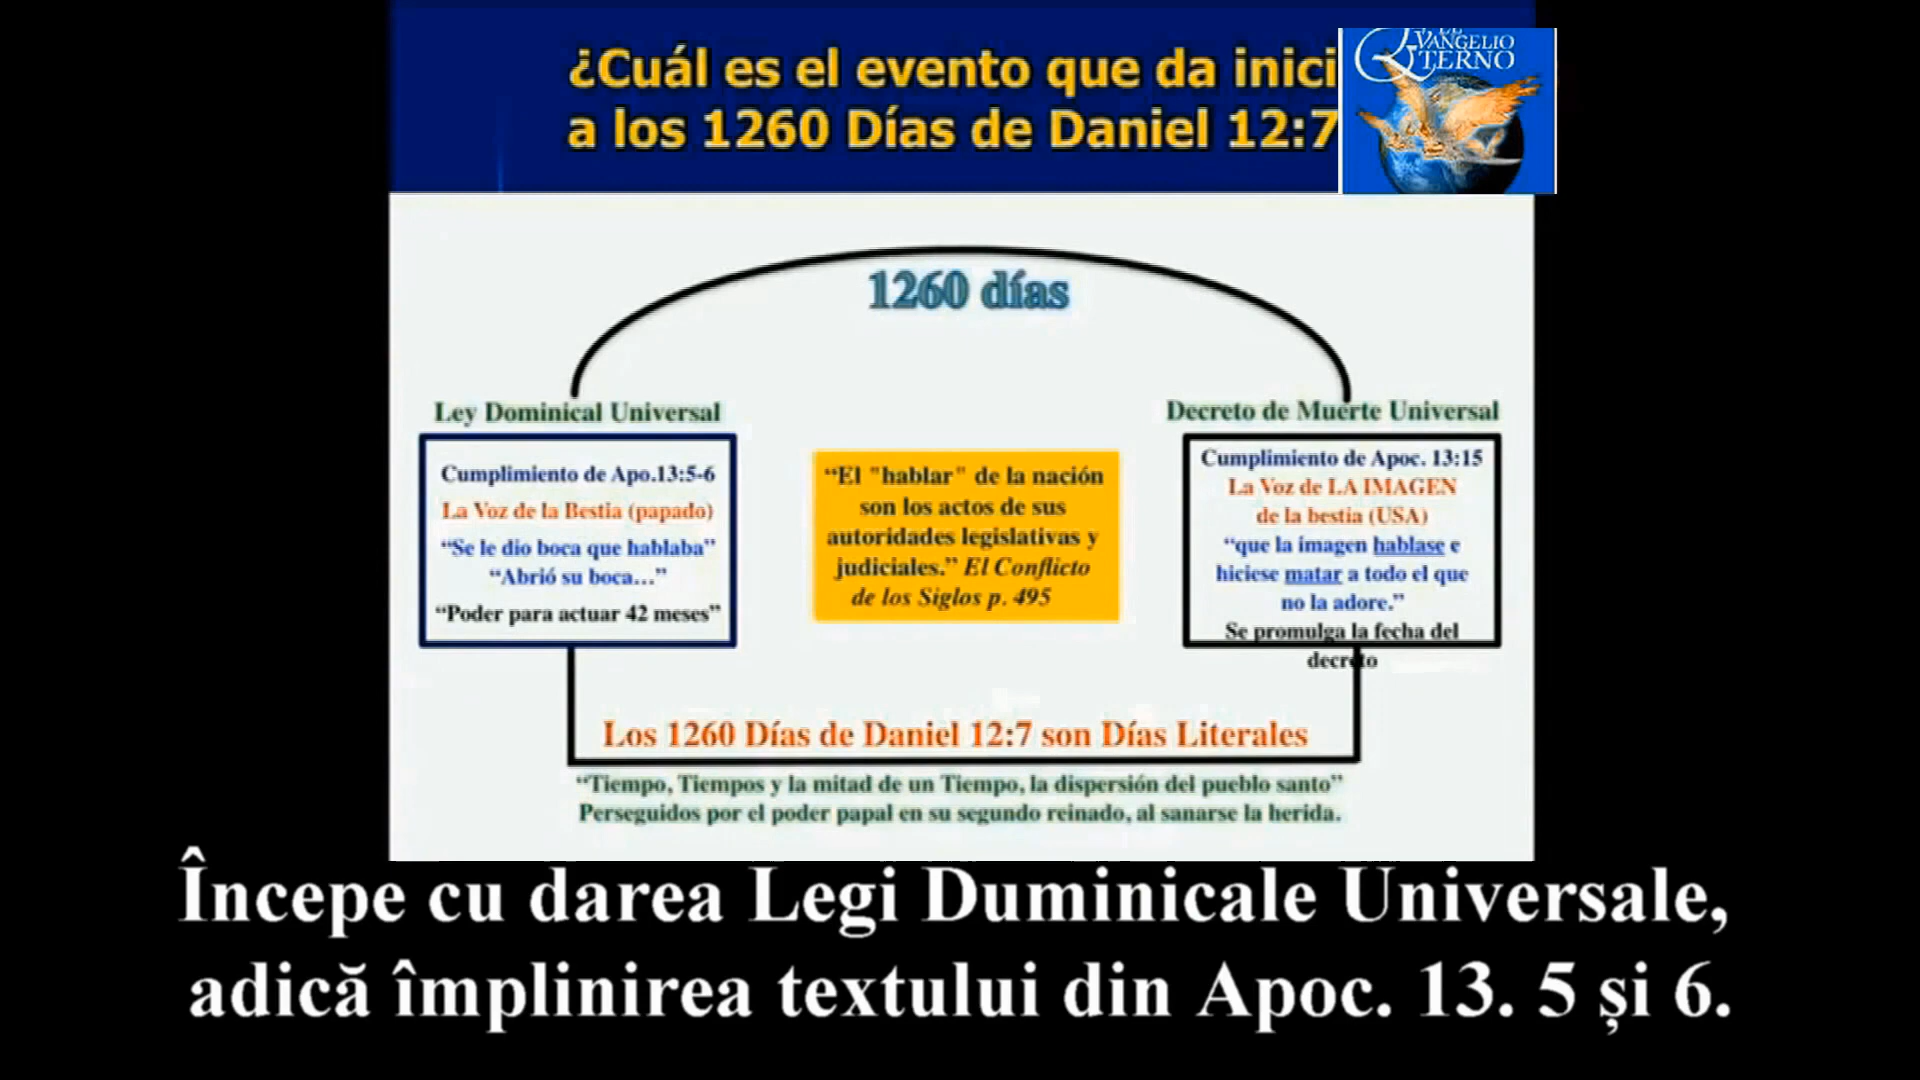 ¿Cuál es el evento que da inici
a los 1260 Días de Daniel 12:7
VANGELIO
TERNO
1260 días
Ley Dominical Universal
Cumplimiento de Apo.13:5-6
La Voz de la Bestia (papado)
“Se le dio boca que hablaba”
“Abrió su boca...”
“Poder para actuar 42 meses”
“El "hablar" de la nación
son los actos de sus
autoridades legislativas y
judiciales.” El Conflicto
de los Siglos p. 495
Decreto de Muerte Universal
Cumplimiento de Apoc. 13:15
La Voz de LA IMAGEN
de la bestia (USA)
“que la imagen hablase e
hiciese matar a todo el que
no la adore.”
Se promulga la fecha del
decreto
Los 1260 Días de Daniel 12:7 son Días Literales
“Tiempo, Tiempos y la mitad de un Tiempo, la dispersión del pueblo santo”
Perseguidos por el poder papal en su segundo reinado, al sanarse la herida.
Începe cu darea Legi Duminicale Universale,
adică împlinirea textului din Apoc. 13. 5 și 6.